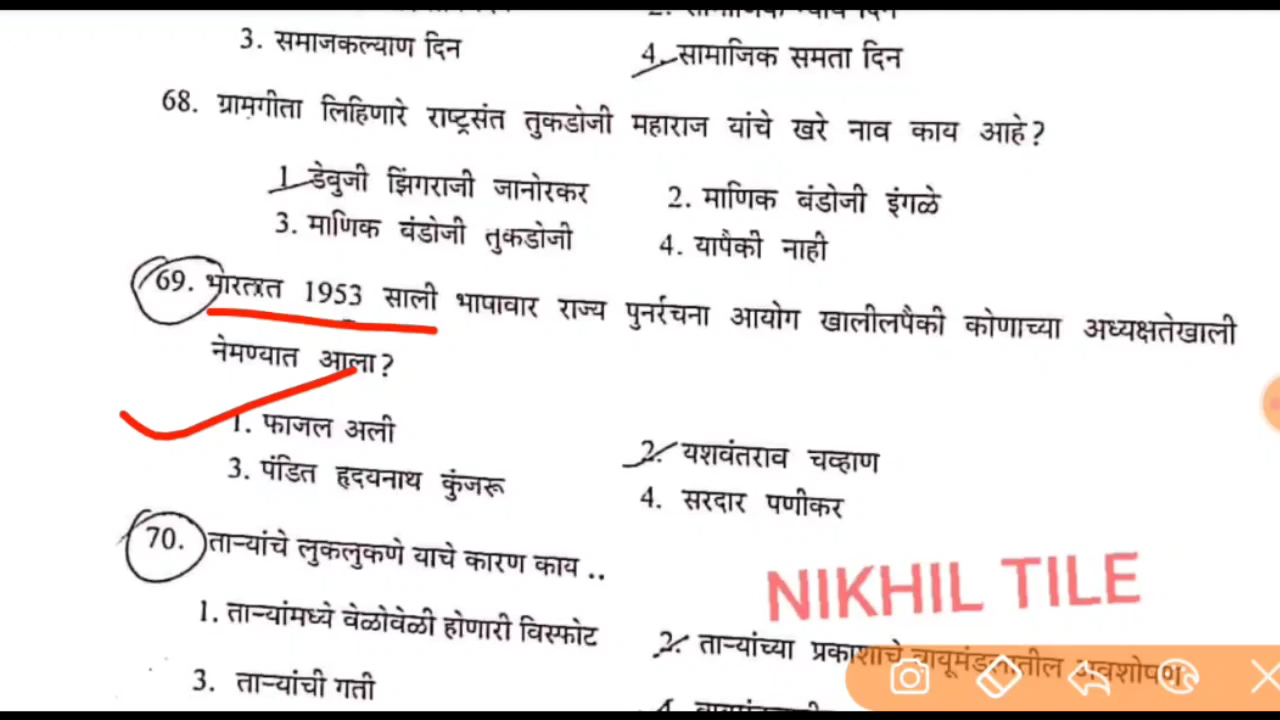 3. समाजकल्याण दिन
4. सामाजिक समता दिन
68. ग्रामगीता लिहिणारे राष्ट्रसंत तुकडोजी महाराज यांचे खरे नाव काय आहे?
1 डेबुजी झिंगराजी जानोरकर
2. माणिक बंडोजी इंगळे
3. माणिक बंडोजी तुकडोजी
4. यापैकी नाही
69. भारतात 1953 साली भाषावार राज्य पुनर्रचना आयोग खालीलपैकी कोणाच्या अध्यक्षतेखाली
नेमण्यात आला?
1. फाजल अली
2. यशवंतराव चव्हाण
3. पंडित हृदयनाथ कुंजरू
4. सरदार पणीकर
70. ताऱ्यांचे लुकलुकणे याचे कारण काय ..
1. ताऱ्यांमध्ये वेळोवेळी होणारी विस्फोट
2. ताऱ्यांच्या प्रकाशाचे वायूमंडलातील अवशोषण
3. ताऱ्यांची गती
NIKHIL TILE